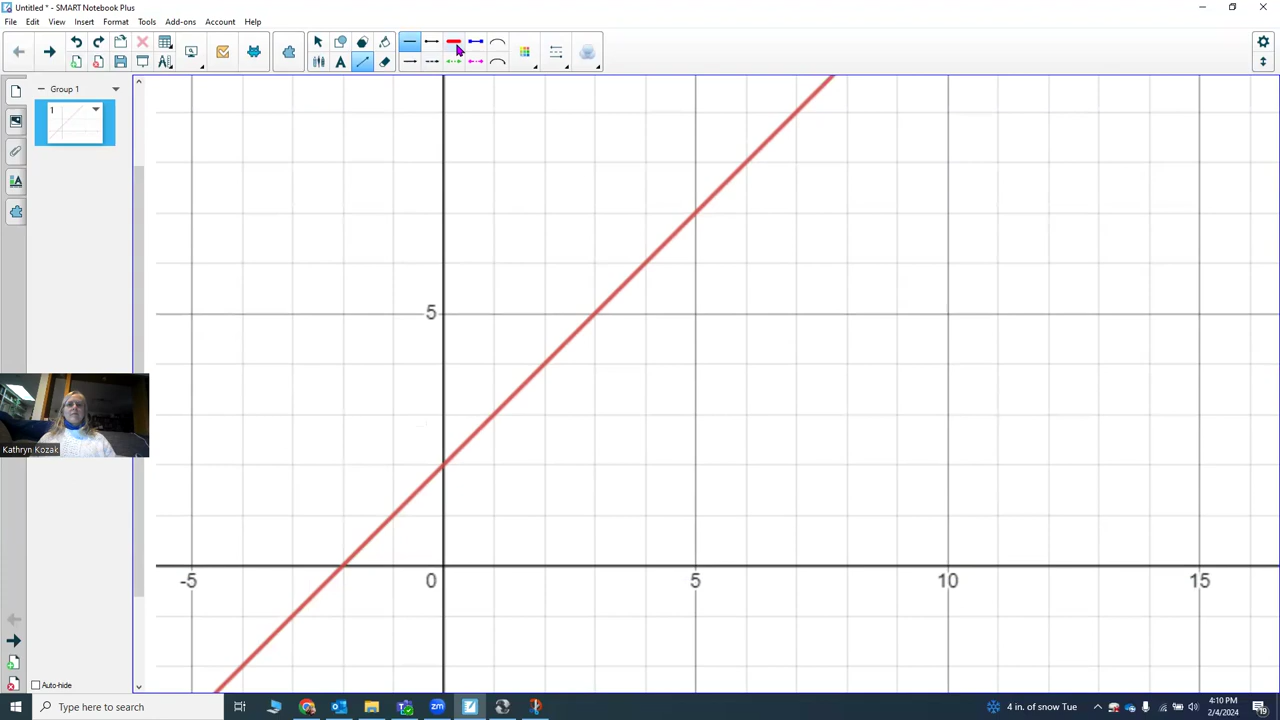 Untitled * - SMART Notebook Plus
File Edit View Insert Format Tools Add-ons Account Help
Group 1
1
5
-5 0 5 10 15
Kathryn Kozak
Auto-hide
Type here to search
4 in. of snow Tue
4:10 PM
2/4/2024
19